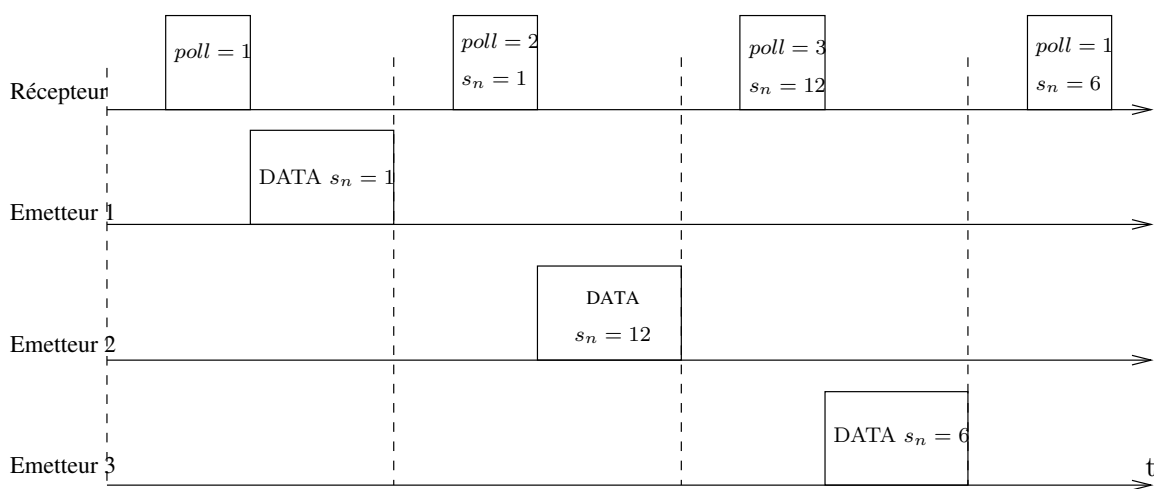 poll = 1
poll = 2
s_n = 1
poll = 3
s_n = 12
poll = 1
s_n = 6
Récepteur
DATA s_n = 1
Emetteur 1
DATA
s_n = 12
Emetteur 2
DATA s_n = 6
Emetteur 3
t